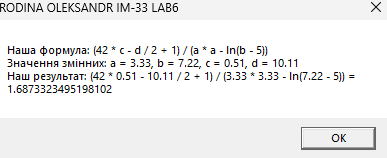 RODINA OLEKSANDR IM-33 LAB6
Наша формула: (42 * c - d / 2 + 1) / (a * a - ln(b - 5))
Значення змінних: a = 3.33, b = 7.22, c = 0.51, d = 10.11
Наш результат: (42 * 0.51 - 10.11 / 2 + 1) / (3.33 * 3.33 - ln(7.22 - 5)) =
1.6873323495198102
OK